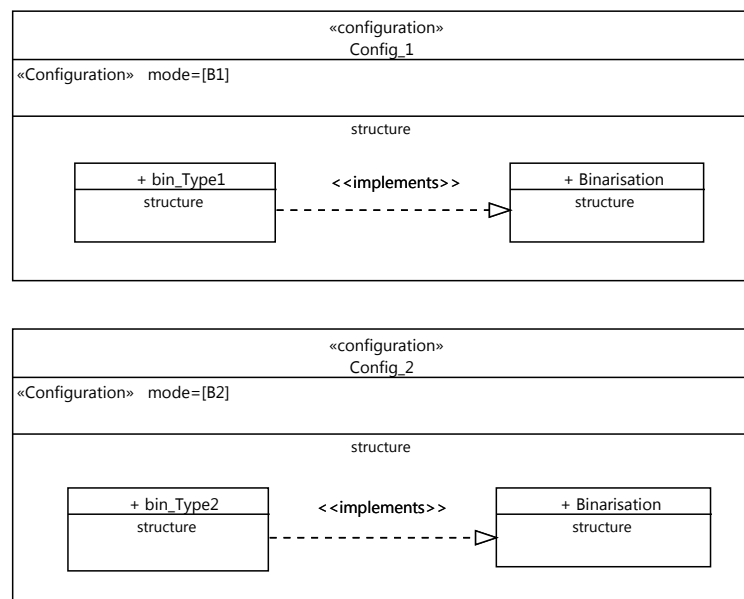 «configuration»
Config_1
«Configuration» mode=[B1]
structure
+ bin_Type1
structure
<<implements>>
+ Binarisation
structure
«configuration»
Config_2
«Configuration» mode=[B2]
structure
+ bin_Type2
structure
<<implements>>
+ Binarisation
structure